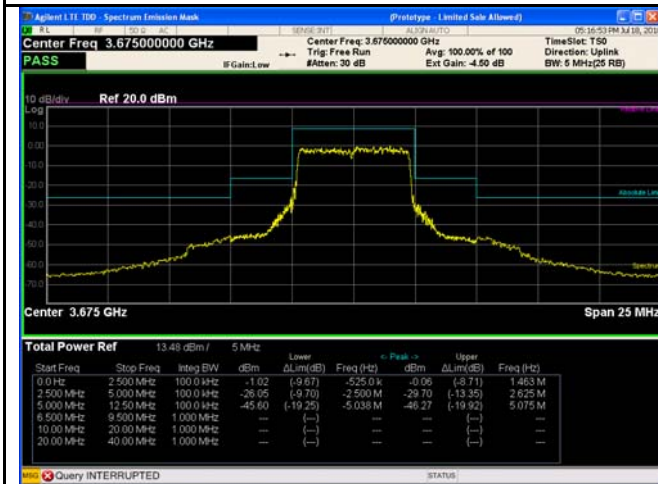 Agilent LTE TDD - Spectrum Emission Mask (Prototype - Limited Sale Allowed)
RL RF 50 Ω AC SENSE:INT ALIGN AUTO 05:16:53 PM Jul 18, 201
Center Freq 3.675000000 GHz Center Freq: 3.675000000 GHz TimeSlot: TS0
Trig: Free Run Avg: 100.00% of 100 Direction: Uplink
PASS IFGain:Low #Atten: 30 dB Ext Gain: -4.50 dB BW: 5 MHz(25 RB)
10 dB/div Ref 20.0 dBm
Log
10.0
0.00
-10.0
-20.0
Absolute Lim
-30.0
-40.0
-50.0
-60.0
Spectru
-70.0
Center 3.675 GHz Span 25 MHz
Total Power Ref 13.48 dBm / 5 MHz
Lower <- Peak -> Upper
Start Freq Stop Freq Integ BW dBm ΔLim(dB) Freq (Hz) dBm ΔLim(dB) Freq (Hz)
0.0 Hz 2.500 MHz 100.0 kHz -1.02 (-9.67) -525.0 k -0.06 (-8.71) 1.463 M
2.500 MHz 5.000 MHz 100.0 kHz -26.05 (-9.70) -2.500 M -29.70 (-13.35) 2.625 M
5.000 MHz 12.50 MHz 100.0 kHz -45.60 (-19.25) -5.038 M -46.27 (-19.92) 5.075 M
6.500 MHz 9.500 MHz 1.000 MHz --- (---) --- --- (---) ---
10.00 MHz 20.00 MHz 1.000 MHz --- (---) --- --- (---) ---
20.00 MHz 40.00 MHz 1.000 MHz --- (---) --- --- (---) ---
MSG Query INTERRUPTED STATUS